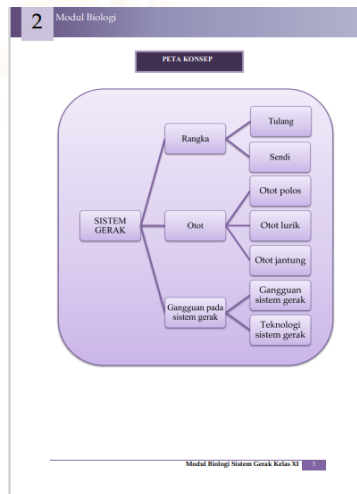 2 Modul Biologi
PETA KONSEP
SISTEM
GERAK
Rangka
Tulang
Sendi
Otot
Otot polos
Otot lurik
Otot jantung
Gangguan pada
sistem gerak
Gangguan
sistem gerak
Teknologi
sistem gerak
Modul Biologi Sistem Gerak Kelas XI